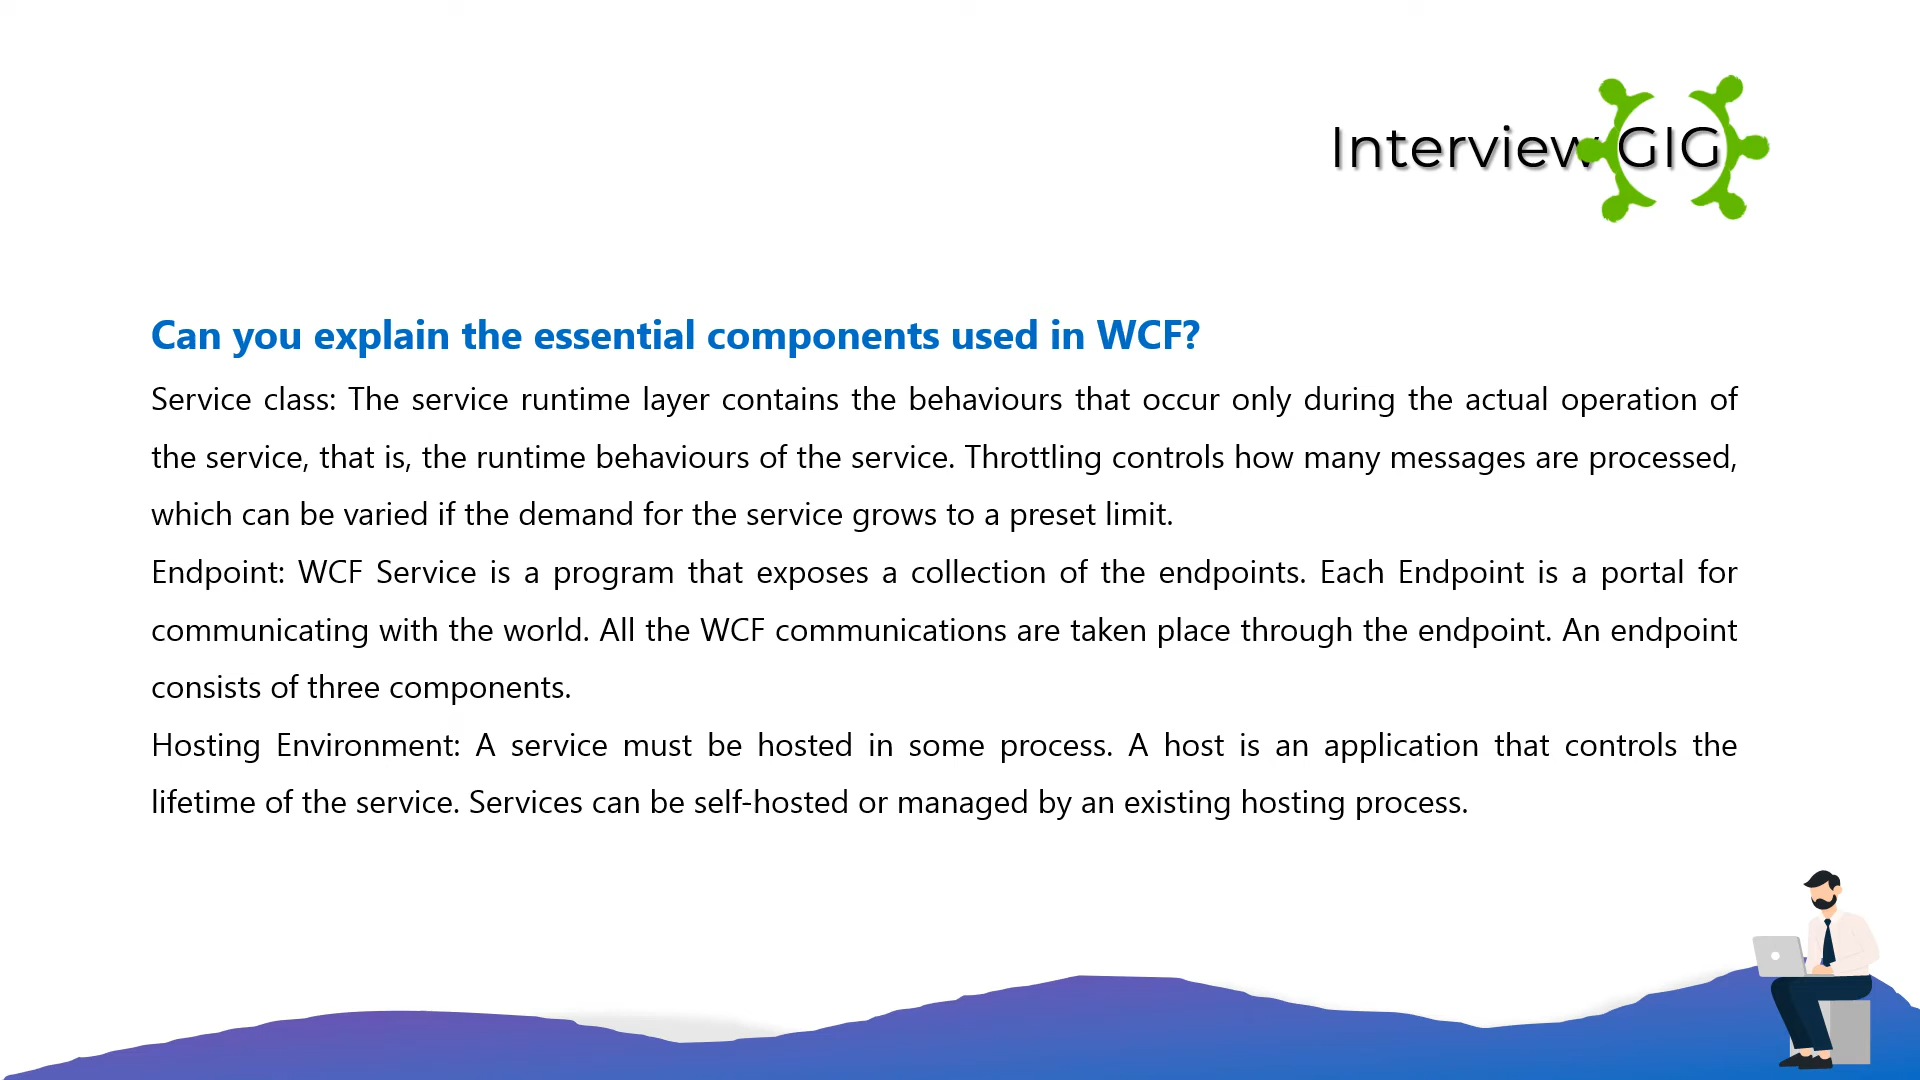 Interview GIG
Can you explain the essential components used in WCF?
Service class: The service runtime layer contains the behaviours that occur only during the actual operation of
the service, that is, the runtime behaviours of the service. Throttling controls how many messages are processed,
which can be varied if the demand for the service grows to a preset limit.
Endpoint: WCF Service is a program that exposes a collection of the endpoints. Each Endpoint is a portal for
communicating with the world. All the WCF communications are taken place through the endpoint. An endpoint
consists of three components.
Hosting Environment: A service must be hosted in some process. A host is an application that controls the
lifetime of the service. Services can be self-hosted or managed by an existing hosting process.